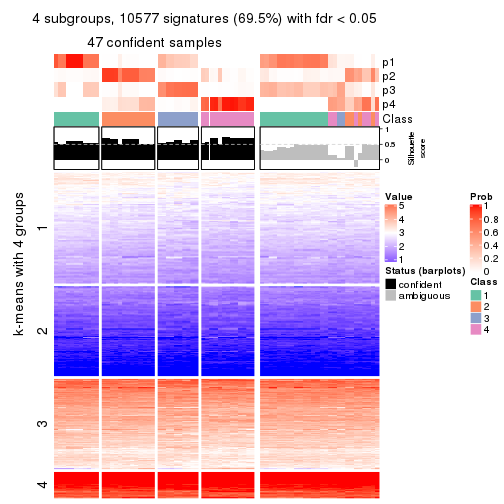 4 subgroups, 10577 signatures (69.5%) with fdr < 0.05
47 confident samples
p1
p2
p3
p4
Class
1
0.5
0
Silhouette
score
k-means with 4 groups
1
2
3
4
Value
5
4
3
2
1
Status (barplots)
confident
ambiguous
Prob
1
0.8
0.6
0.4
0.2
0
Class
1
2
3
4